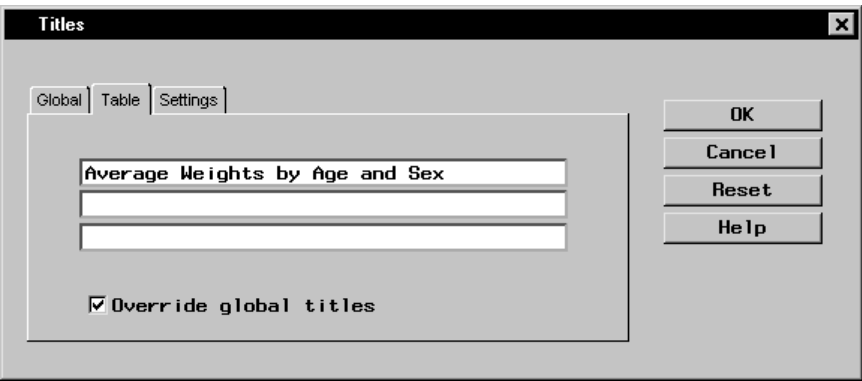 Titles
Global Table Settings
Average Weights by Age and Sex
Override global titles
OK
Cancel
Reset
Help